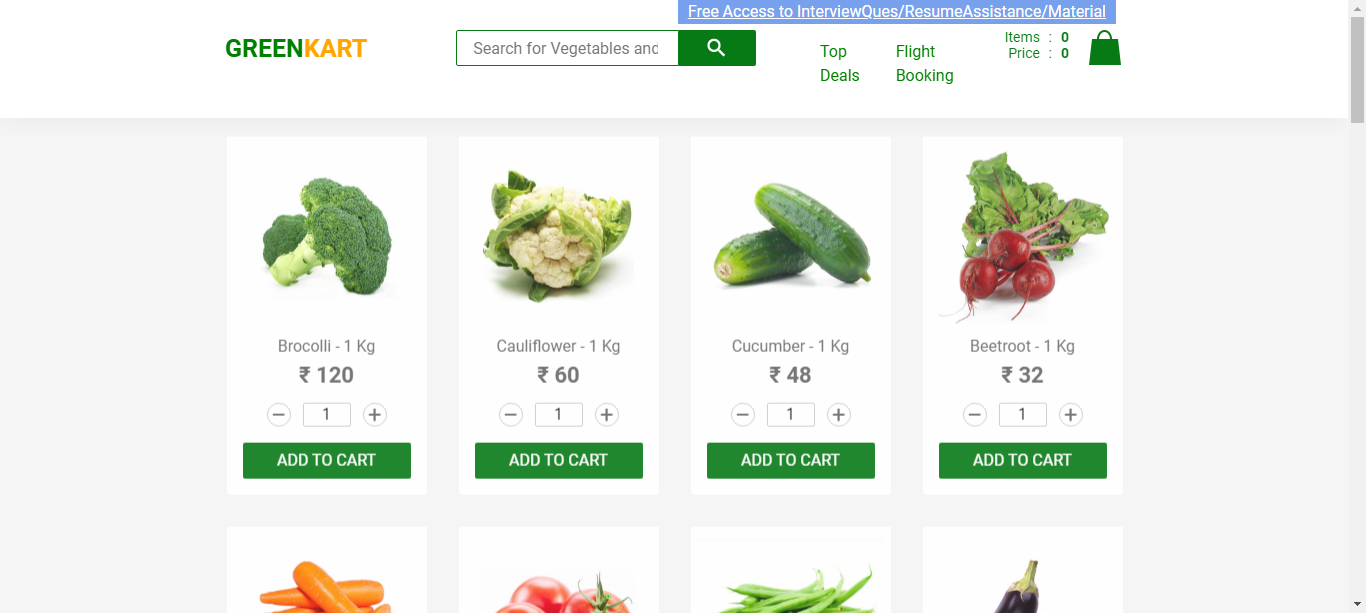 Free Access to InterviewQues/ResumeAssistance/Material
GREENKART
Search for Vegetables and
Top
Deals
Flight
Booking
Items : 0
Price : 0
Brocolli - 1 Kg
₹ 120
− 1 +
ADD TO CART
Cauliflower - 1 Kg
₹ 60
− 1 +
ADD TO CART
Cucumber - 1 Kg
₹ 48
− 1 +
ADD TO CART
Beetroot - 1 Kg
₹ 32
− 1 +
ADD TO CART